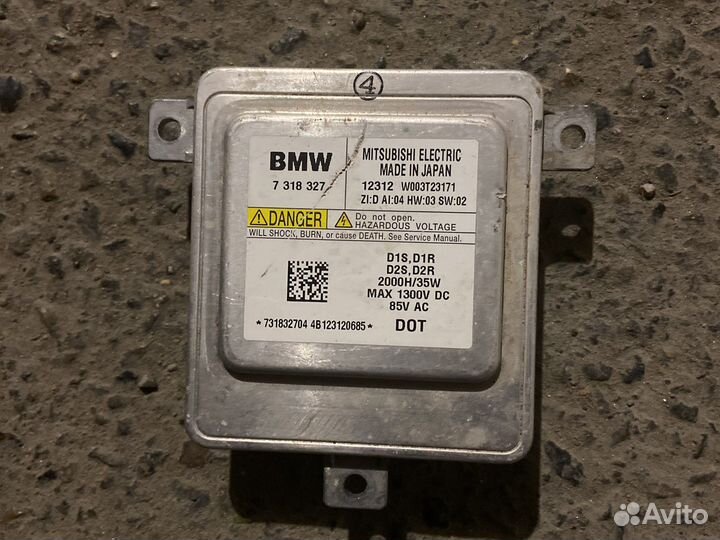 4
BMW
7 318 327
MITSUBISHI ELECTRIC
MADE IN JAPAN
12312 W003T23171
ZI:D AI:04 HW:03 SW:02
DANGER
Do not open.
HAZARDOUS VOLTAGE
WILL SHOCK, BURN, or cause DEATH. See Service Manual.
D1S,D1R
D2S,D2R
2000H/35W
MAX 1300V DC
85V AC
*731832704 4B123120685*
DOT
Avito